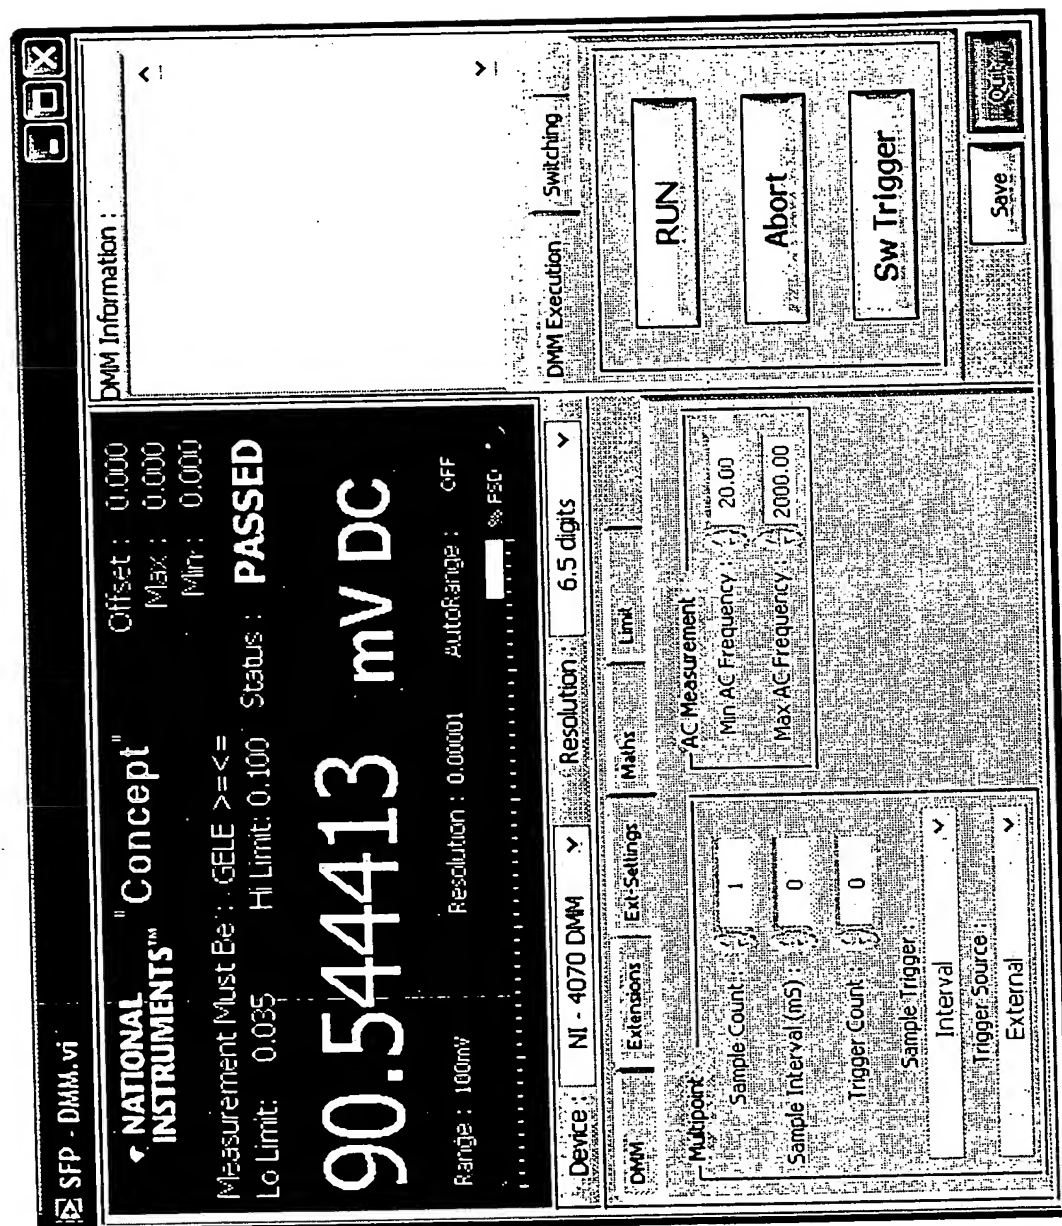 SFP - DMM.vi
NATIONAL
INSTRUMENTS™
"Concept"
Offset : 0.000
Max : 0.000
Min : 0.000
Measurement Must Be : GELE >=<=
Lo Limit: 0.035 Hi Limit: 0.100 Status : PASSED
90.544413 mV DC
Range : 100mV Resolution : 0.00001 AutoRange : OFF
% FSD
DMM Information :
Device : NI - 4070 DMM Resolution : 6.5 digits
DMM Extensions Ext-Settings Maths Limit
Multipoint
Sample Count : 1
Sample Interval (mS) : 0
Trigger Count : 0
Sample Trigger :
Interval
Trigger Source :
External
AC Measurement
Min AC Frequency : 20.00
Max AC Frequency : 2000.00
DMM Execution Switching
RUN
Abort
Sw Trigger
Save
out